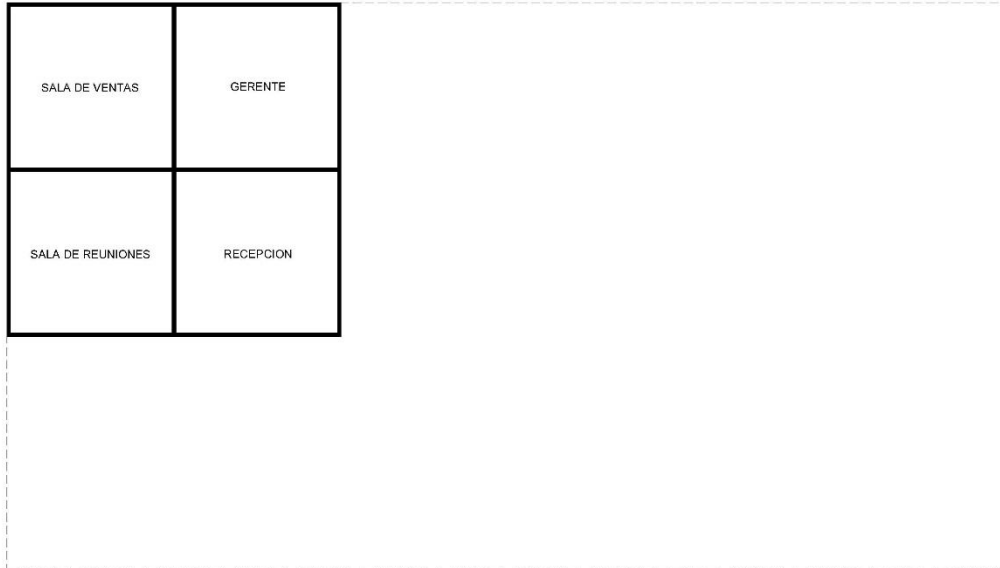 SALA DE VENTAS
GERENTE
SALA DE REUNIONES
RECEPCION